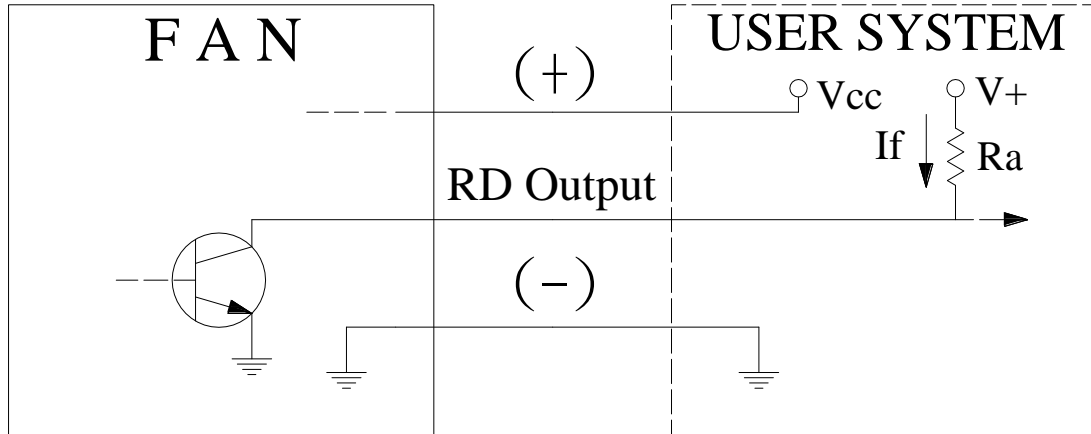 F A N
USER SYSTEM
(+)
Vcc
V+
If
Ra
RD Output
(-)